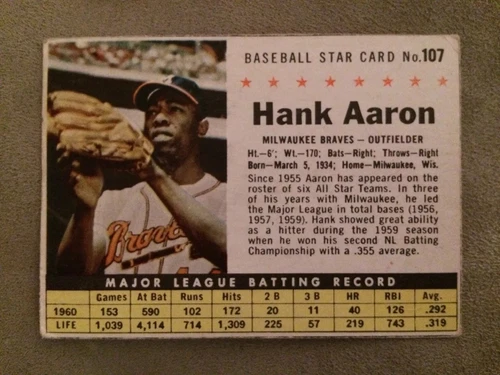 BASEBALL STAR CARD No. 107
Hank Aaron
MILWAUKEE BRAVES — OUTFIELDER
Ht.—6'; Wt.—170; Bats—Right; Throws—Right
Born—March 5, 1934; Home—Milwaukee, Wis.
Since 1955 Aaron has appeared on the
roster of six All Star Teams. In three
of his years with Milwaukee, he led
the Major League in total bases (1956,
1957, 1959). Hank showed great ability
as a hitter during the 1959 season
when he won his second NL Batting
Championship with a .355 average.
Braves
MAJOR LEAGUE BATTING RECORD
Games At Bat Runs Hits 2 B 3 B HR RBI Avg.
1960 153 590 102 172 20 11 40 126 .292
LIFE 1,039 4,114 714 1,309 225 57 219 743 .319